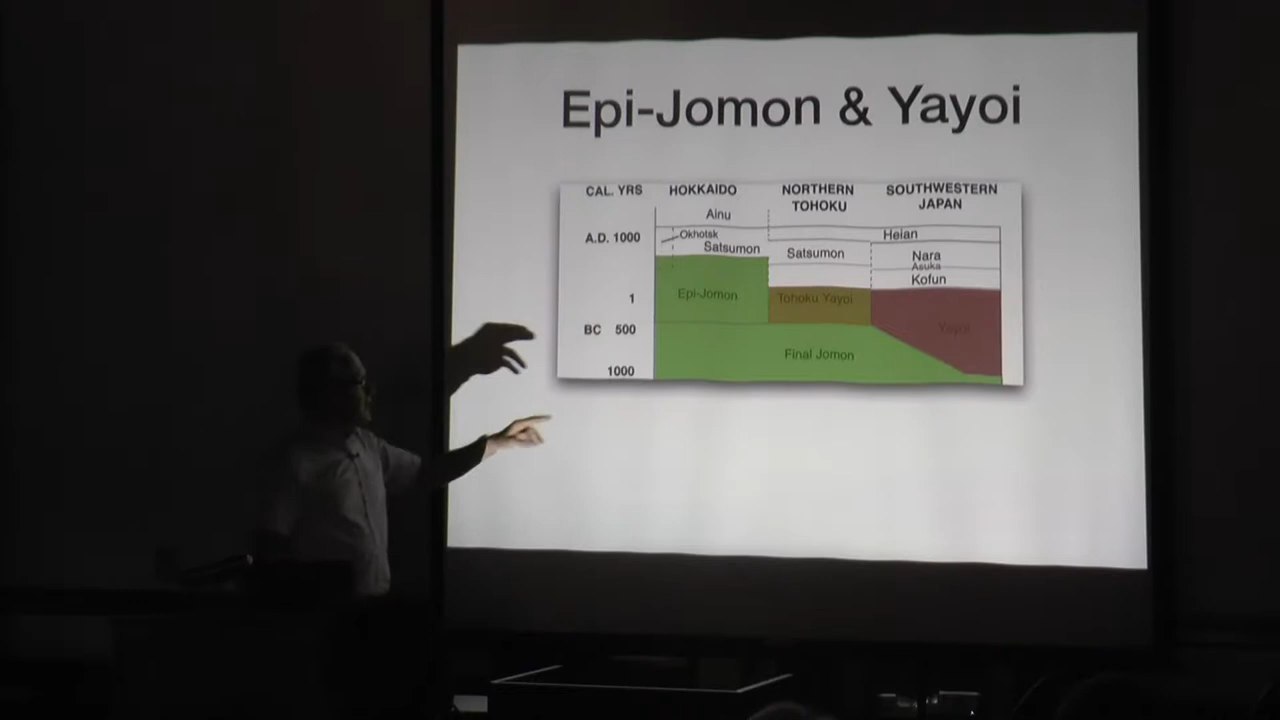 Epi-Jomon & Yayoi
CAL. YRS HOKKAIDO NORTHERN TOHOKU SOUTHWESTERN JAPAN
Ainu
A.D. 1000 Okhotsk Heian
Satsumon Satsumon Nara
Asuka
Kofun
1 Epi-Jomon Tohoku Yayoi
BC 500 Yayoi
Final Jomon
1000